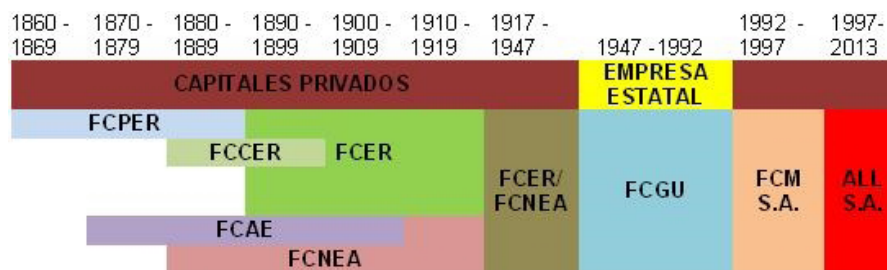 1860 - 1870 - 1880 - 1890 - 1900 - 1910 - 1917 - 1992 - 1997-
1869 1879 1889 1899 1909 1919 1947 1947 -1992 1997 2013
CAPITALES PRIVADOS
EMPRESA
ESTATAL
FCPER
FCCER
FCER
FCAE
FCNEA
FCER/
FCNEA
FCGU
FCM
S.A.
ALL
S.A.